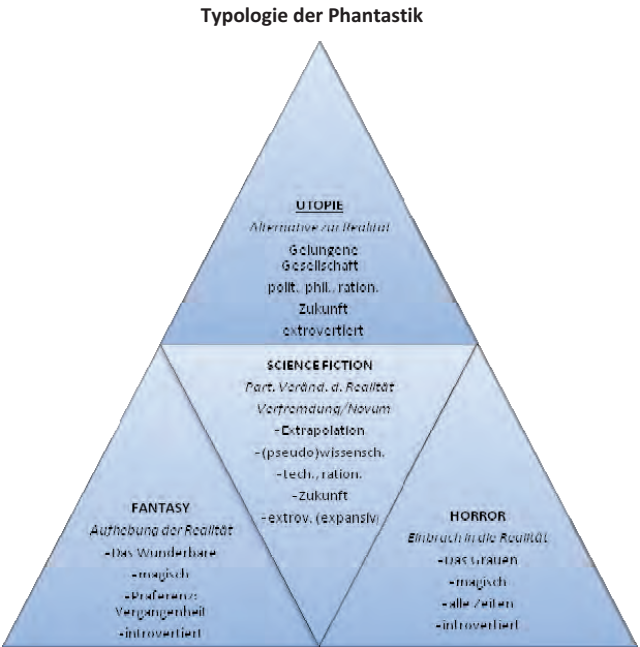 Typologie der Phantastik
UTOPIE
Alternative zur Realität
Gelungene
Gesellschaft
polit. phil., ration.
Zukunft
extrovertiert
SCIENCE FICTION
Part. Veränd. d. Realität
Verfremdung/Novum
-Extrapolation
-(pseudo)wissensch.
-tech., ration.
-Zukunft
-extrov. (expansiv)
FANTASY
Aufhebung der Realität
-Das Wunderbare
-magisch
-Präferenz:
Vergangenheit
-introvertiert
HORROR
Einbruch in die Realität
-Das Grauen
-magisch
-alle Zeiten
-introvertiert